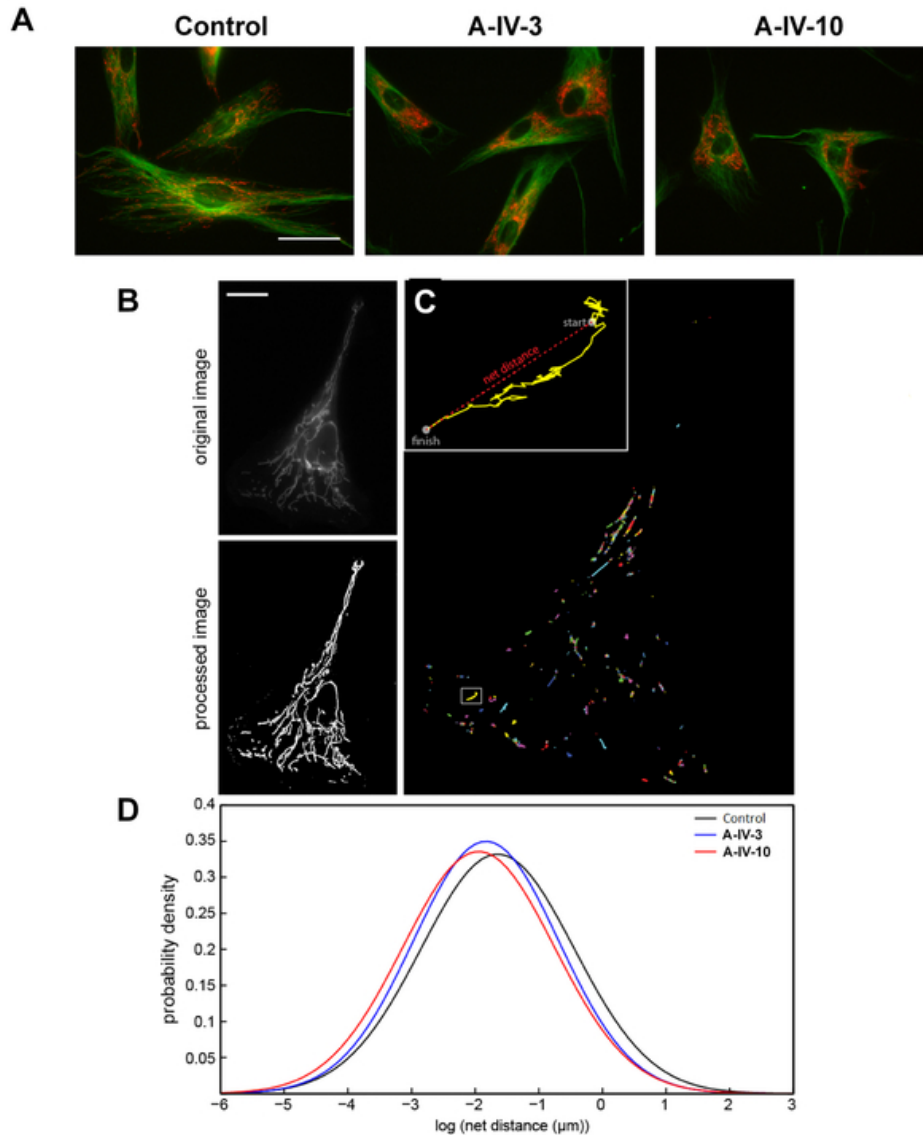 A
Control
A-IV-3
A-IV-10
B
original image
processed image
C
start
net distance
finish
D
0.4
0.35
0.3
0.25
0.2
0.15
0.1
0.05
probability density
Control
A-IV-3
A-IV-10
−6 −5 −4 −3 −2 −1 0 1 2 3
log (net distance (µm))